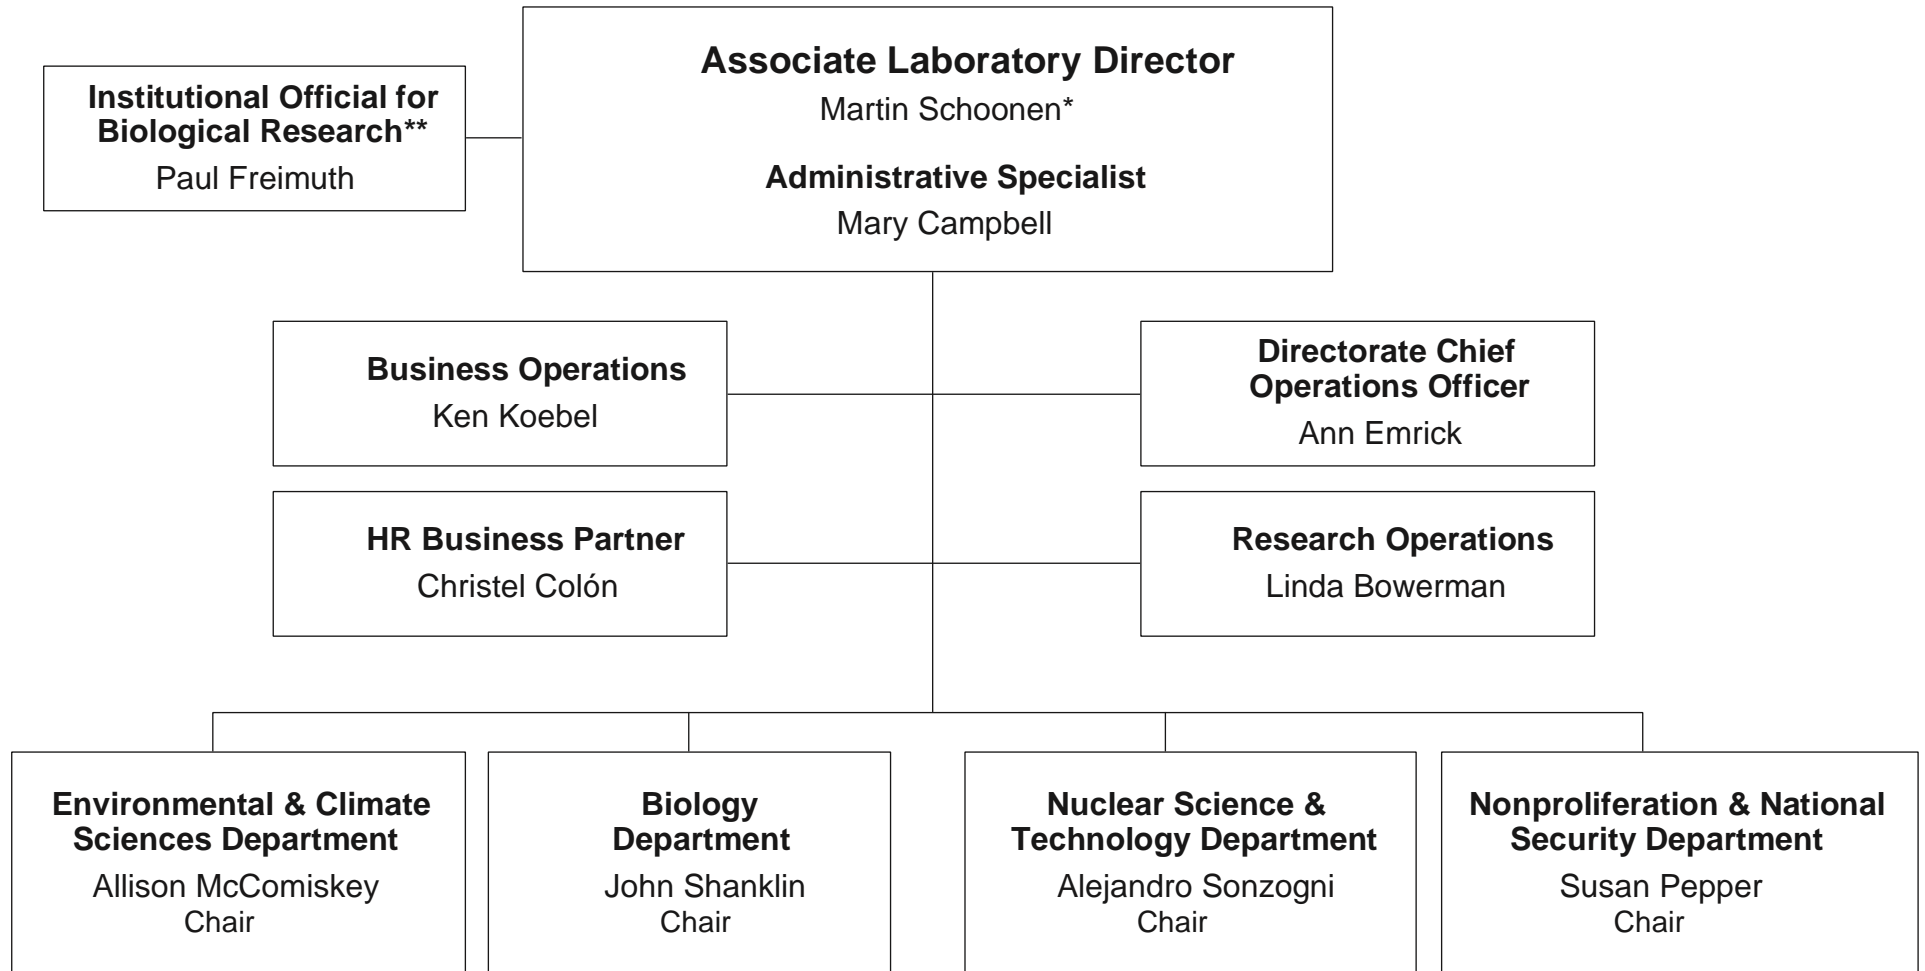 Associate Laboratory Director
Martin Schoonen*
Administrative Specialist
Mary Campbell
Institutional Official for
Biological Research**
Paul Freimuth
Business Operations
Ken Koebel
Directorate Chief
Operations Officer
Ann Emrick
HR Business Partner
Christel Colón
Research Operations
Linda Bowerman
Environmental & Climate
Sciences Department
Allison McComiskey
Chair
Biology
Department
John Shanklin
Chair
Nuclear Science &
Technology Department
Alejandro Sonzogni
Chair
Nonproliferation & National
Security Department
Susan Pepper
Chair